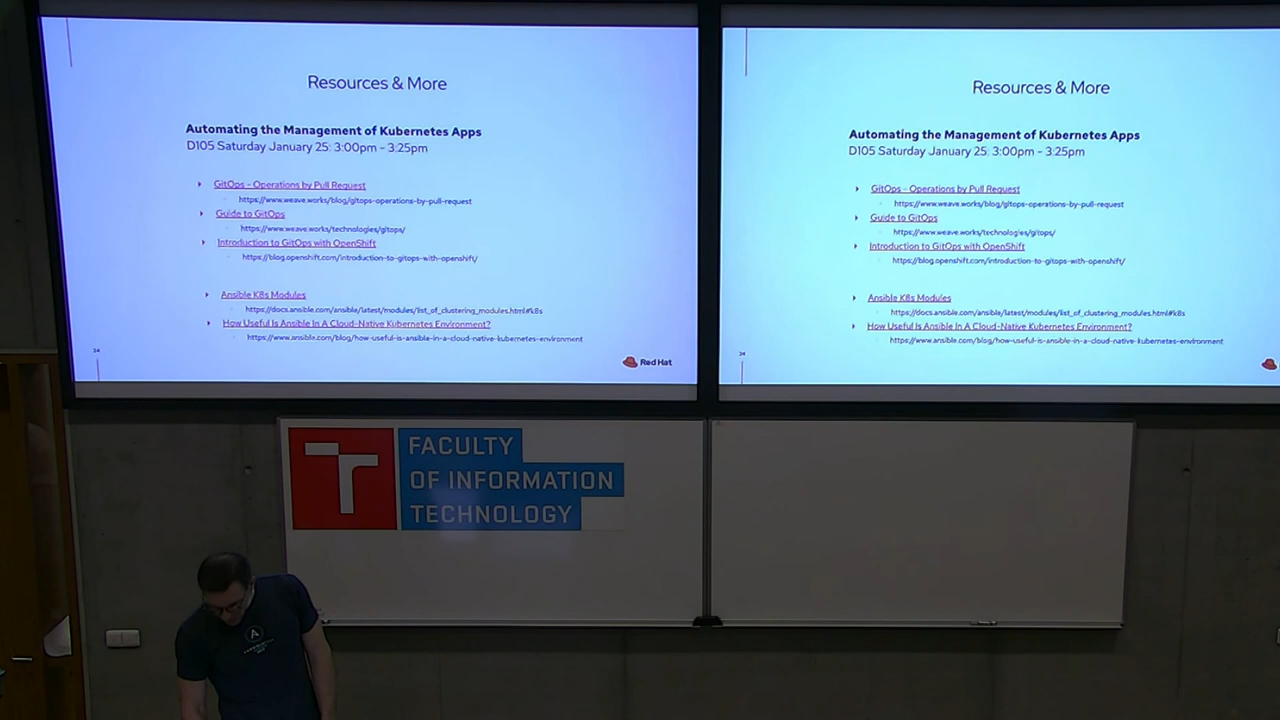 Resources & More
Automating the Management of Kubernetes Apps
D105 Saturday January 25: 3:00pm - 3:25pm
GitOps - Operations by Pull Request
https://www.weave.works/blog/gitops-operations-by-pull-request
Guide to GitOps
https://www.weave.works/technologies/gitops/
Introduction to GitOps with OpenShift
https://blog.openshift.com/introduction-to-gitops-with-openshift/
Ansible K8s Modules
https://docs.ansible.com/ansible/latest/modules/list_of_clustering_modules.html#k8s
How Useful Is Ansible In A Cloud-Native Kubernetes Environment?
https://www.ansible.com/blog/how-useful-is-ansible-in-a-cloud-native-kubernetes-environment
34
Red Hat
Resources & More
Automating the Management of Kubernetes Apps
D105 Saturday January 25: 3:00pm - 3:25pm
GitOps - Operations by Pull Request
https://www.weave.works/blog/gitops-operations-by-pull-request
Guide to GitOps
https://www.weave.works/technologies/gitops/
Introduction to GitOps with OpenShift
https://blog.openshift.com/introduction-to-gitops-with-openshift/
Ansible K8s Modules
https://docs.ansible.com/ansible/latest/modules/list_of_clustering_modules.html#k8s
How Useful Is Ansible In A Cloud-Native Kubernetes Environment?
https://www.ansible.com/blog/how-useful-is-ansible-in-a-cloud-native-kubernetes-environment
34
T
FACULTY
OF INFORMATION
TECHNOLOGY
A